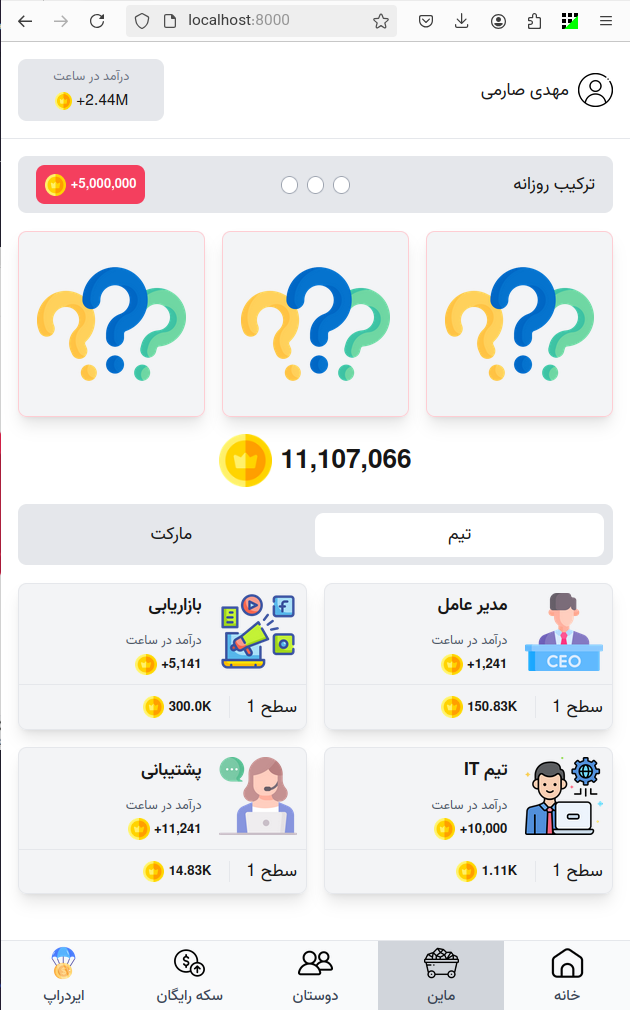 localhost:8000
مهدی صارمی
درآمد در ساعت
+2.44M
ترکیب روزانه
+5,000,000
11,107,066
تیم
مارکت
مدیر عامل
درآمد در ساعت
+1,241
CEO
سطح 1
150.83K
بازاریابی
درآمد در ساعت
+5,141
سطح 1
300.0K
تیم IT
درآمد در ساعت
+10,000
سطح 1
1.11K
پشتیبانی
درآمد در ساعت
+11,241
سطح 1
14.83K
خانه
ماین
دوستان
سکه رایگان
ایردراپ